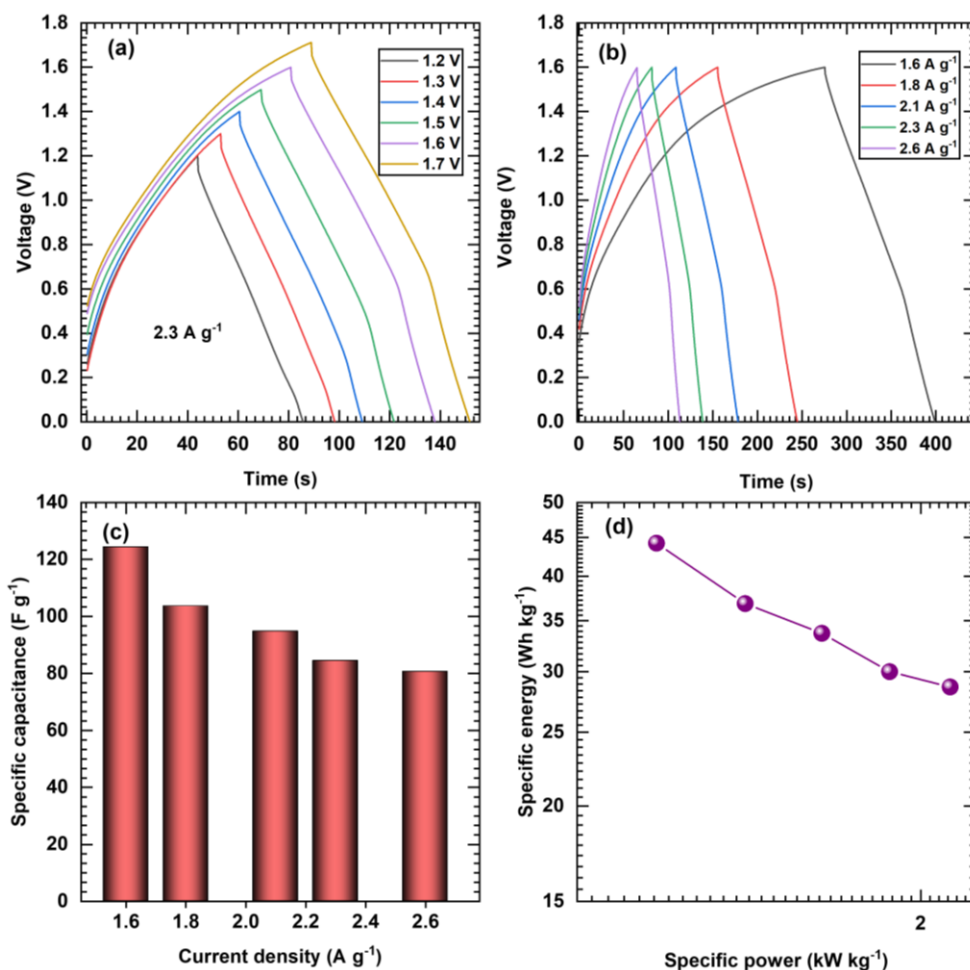 (a)
1.2 V
1.3 V
1.4 V
1.5 V
1.6 V
1.7 V
2.3 A g⁻¹
Voltage (V)
1.8
1.6
1.4
1.2
1.0
0.8
0.6
0.4
0.2
0.0
0 20 40 60 80 100 120 140
Time (s)
(b)
1.6 A g⁻¹
1.8 A g⁻¹
2.1 A g⁻¹
2.3 A g⁻¹
2.6 A g⁻¹
Voltage (V)
1.8
1.6
1.4
1.2
1.0
0.8
0.6
0.4
0.2
0.0
0 50 100 150 200 250 300 350 400
Time (s)
(c)
Specific capacitance (F g⁻¹)
140
120
100
80
60
40
20
0
1.6 1.8 2.0 2.2 2.4 2.6
Current density (A g⁻¹)
(d)
Specific energy (Wh kg⁻¹)
50
45
40
35
30
25
20
15
2
Specific power (kW kg⁻¹)